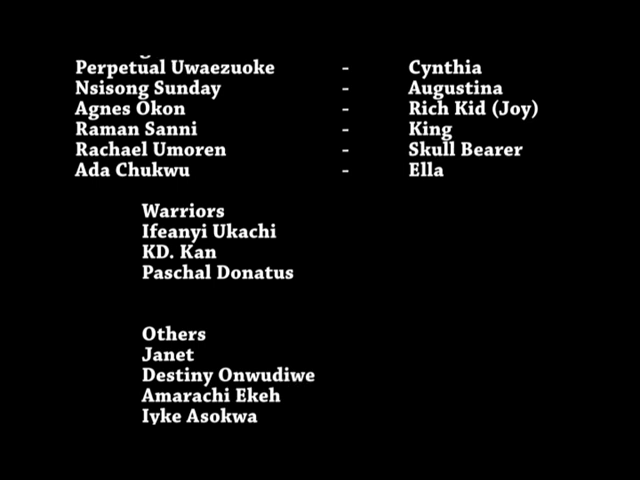 Perpetual Uwaezuoke - Cynthia
Nsisong Sunday - Augustina
Agnes Okon - Rich Kid (Joy)
Raman Sanni - King
Rachael Umoren - Skull Bearer
Ada Chukwu - Ella
Warriors
Ifeanyi Ukachi
KD. Kan
Paschal Donatus
Others
Janet
Destiny Onwudiwe
Amarachi Ekeh
Iyke Asokwa